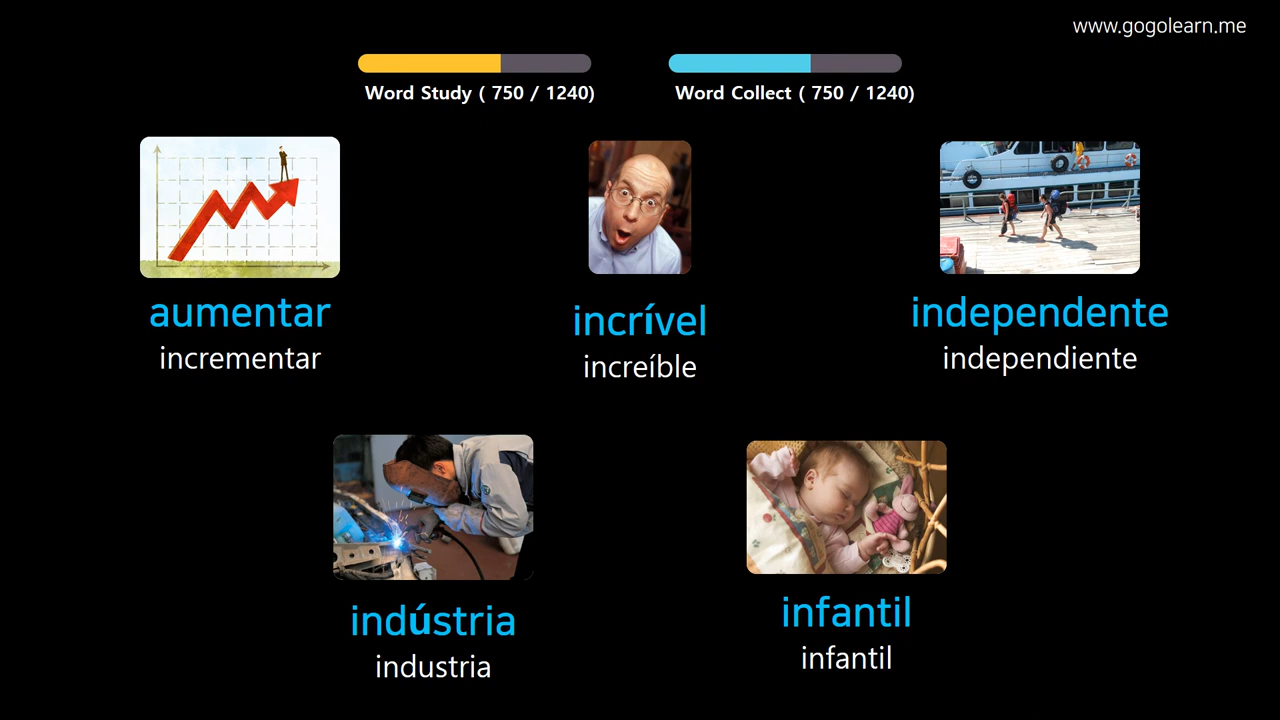 www.gogolearn.me
Word Study ( 750 / 1240)
Word Collect ( 750 / 1240)
aumentar
incrementar
incrível
increíble
independente
independiente
indústria
industria
infantil
infantil